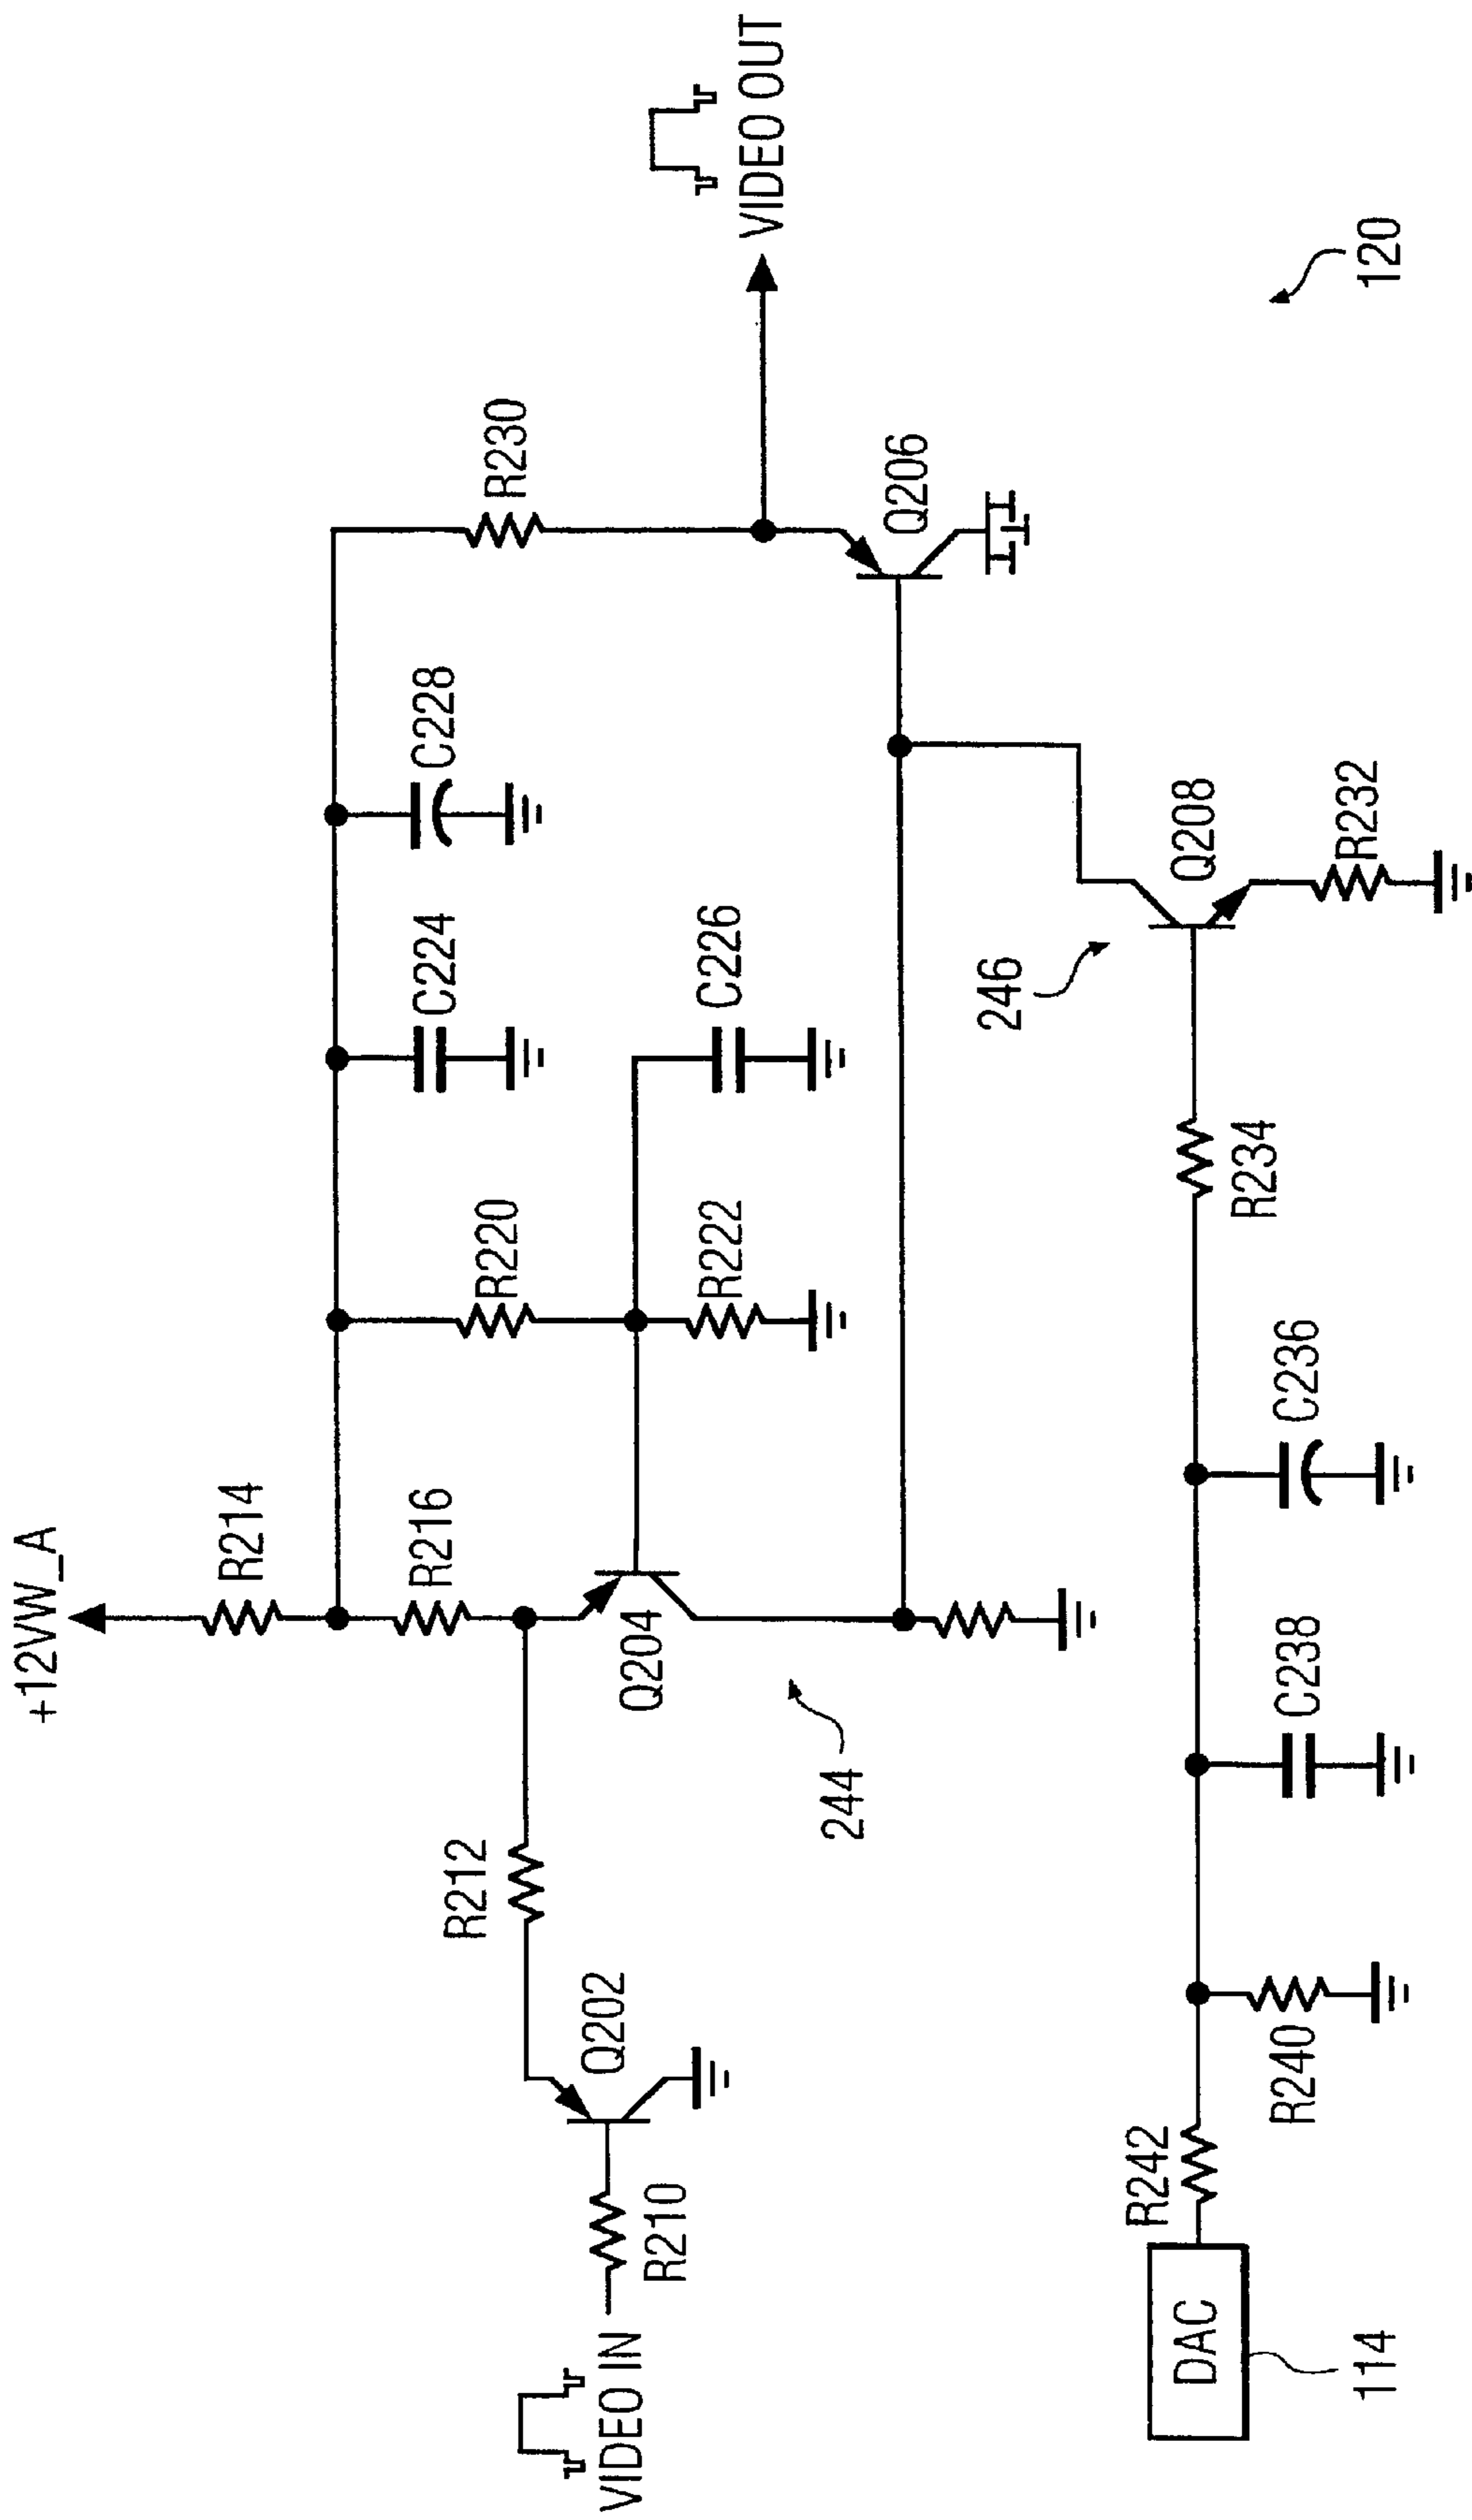 +12VW_A
R214
R216
R220
C224
C228
R230
VIDEO OUT
R212
Q202
Q204
R222
C226
VIDEO IN
R210
244
Q206
246
Q208
R232
120
R242
R234
DAC
R240
C238
C236
114